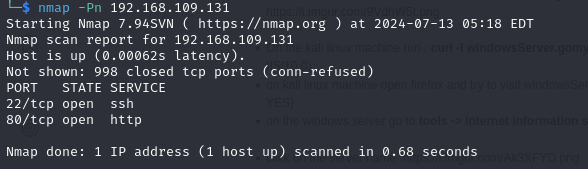 └─$ nmap -Pn 192.168.109.131
Starting Nmap 7.94SVN ( https://nmap.org ) at 2024-07-13 05:18 EDT
Nmap scan report for 192.168.109.131
Host is up (0.00062s latency).
Not shown: 998 closed tcp ports (conn-refused)
PORT   STATE SERVICE
22/tcp open  ssh
80/tcp open  http
Nmap done: 1 IP address (1 host up) scanned in 0.68 seconds